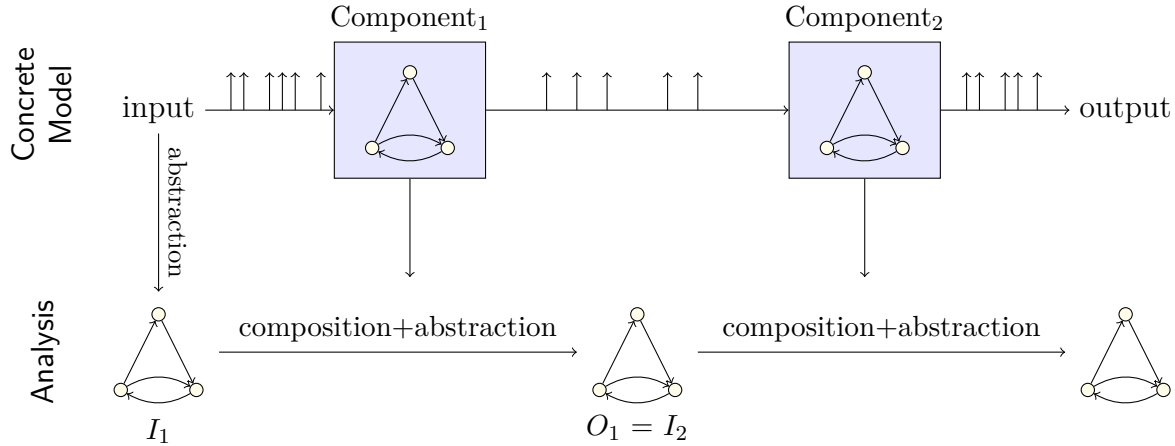 Component₁
Component₂
Concrete
Model
input
output
abstraction
Analysis
composition+abstraction
composition+abstraction
I₁
O₁ = I₂